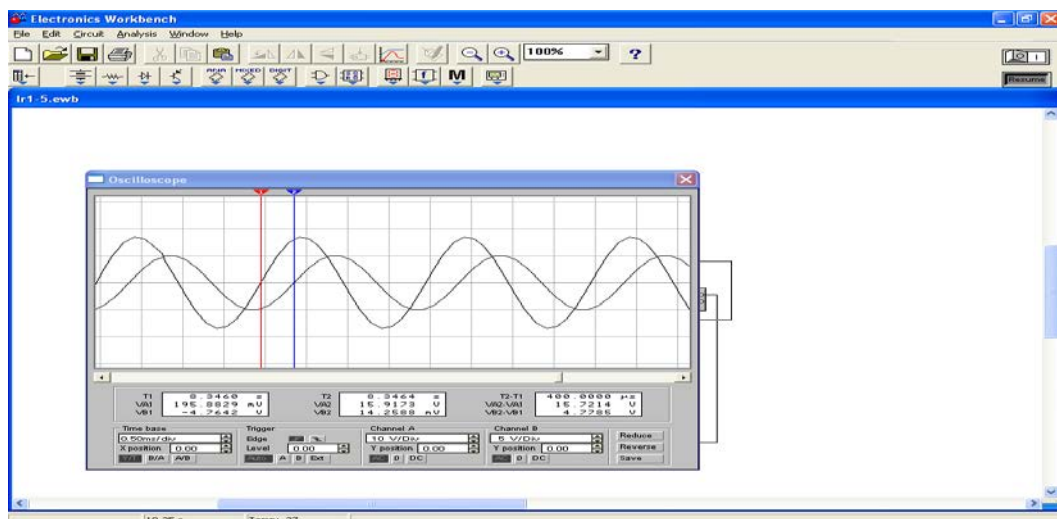 Electronics Workbench
File Edit Circuit Analysis Window Help
100% ?
ANA MIXED DIGIT M
Resume
lr1-5.ewb
Oscilloscope
T1 8.3460 s T2 8.3464 s T2-T1 400.0000 µs
VA1 195.8829 mV VA2 15.9173 V VA2-VA1 15.7214 V
VB1 -4.7642 V VB2 14.2588 mV VB2-VB1 4.7785 V
Time base Trigger Channel A Channel B
0.50ms/div Edge 10 V/Div 5 V/Div Reduce
X position 0.00 Level 0.00 Y position 0.00 Y position 0.00 Reverse
Y/T B/A A/B Auto A B Ext AC 0 DC AC 0 DC Save